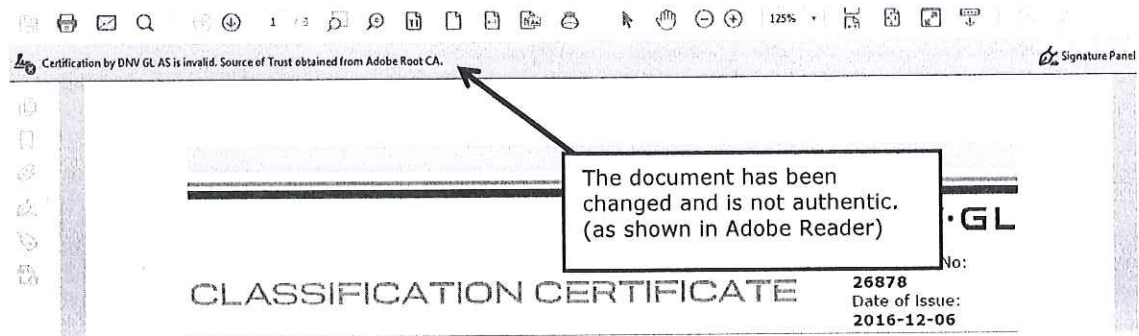 1 / 3
125%
Certification by DNV GL AS is invalid. Source of Trust obtained from Adobe Root CA.
Signature Panel
The document has been
changed and is not authentic.
(as shown in Adobe Reader)
·GL
No:
CLASSIFICATION CERTIFICATE
26878
Date of Issue:
2016-12-06